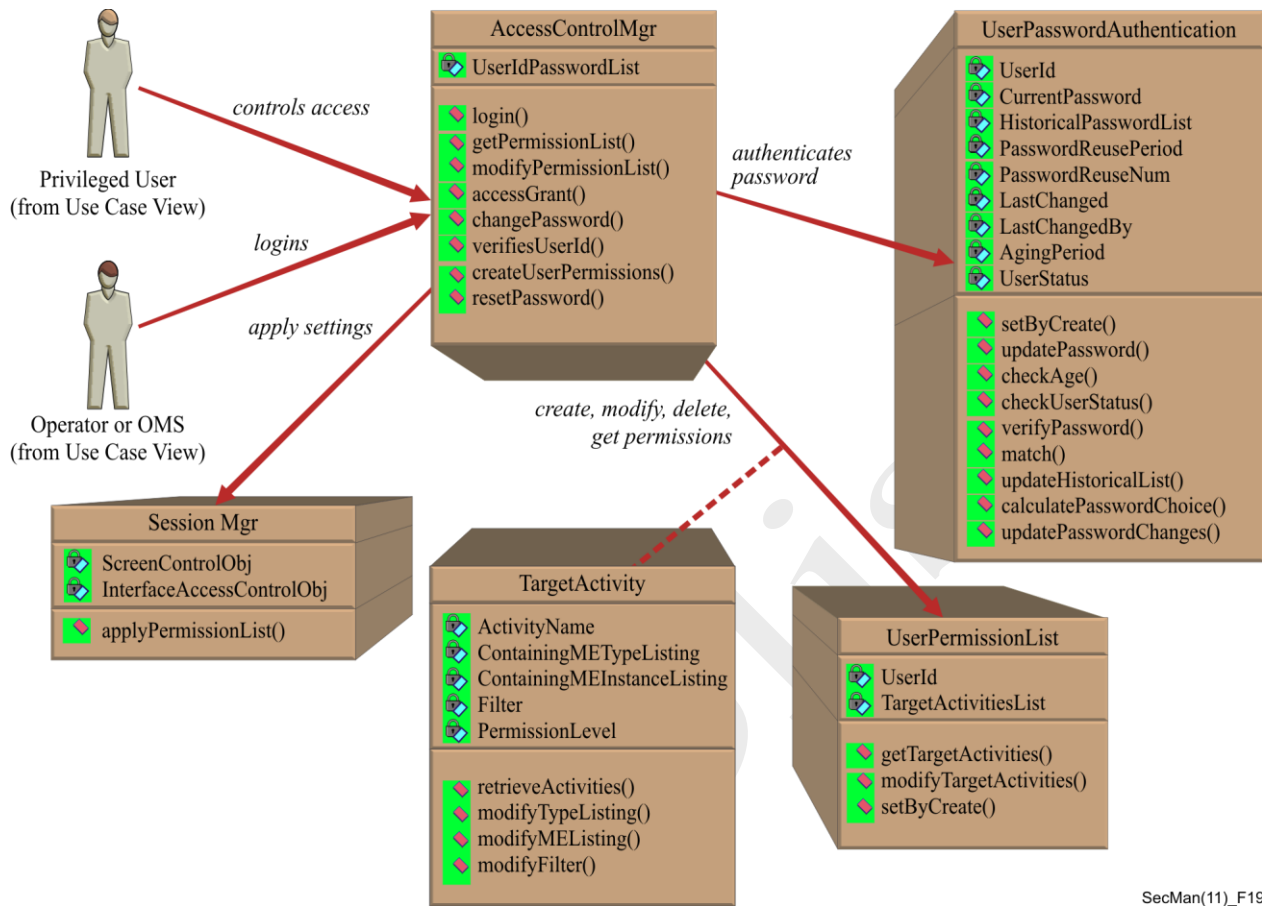 AccessControlMgr
UserIdPasswordList
login()
getPermissionList()
modifyPermissionList()
accessGrant()
changePassword()
verifiesUserId()
createUserPermissions()
resetPassword()
UserPasswordAuthentication
UserId
CurrentPassword
HistoricalPasswordList
PasswordReusePeriod
PasswordReuseNum
LastChanged
LastChangedBy
AgingPeriod
UserStatus
setByCreate()
updatePassword()
checkAge()
checkUserStatus()
verifyPassword()
match()
updateHistoricalList()
calculatePasswordChoice()
updatePasswordChanges()
controls access
Privileged User
(from Use Case View)
logins
authenticates
password
Operator or OMS
(from Use Case View)
apply settings
create, modify, delete,
get permissions
Session Mgr
ScreenControlObj
InterfaceAccessControlObj
applyPermissionList()
TargetActivity
ActivityName
ContainingMETypeListing
ContainingMEInstanceListing
Filter
PermissionLevel
retrieveActivities()
modifyTypeListing()
modifyMEListing()
modifyFilter()
UserPermissionList
UserId
TargetActivitiesList
getTargetActivities()
modifyTargetActivities()
setByCreate()
SecMan(11)_F19